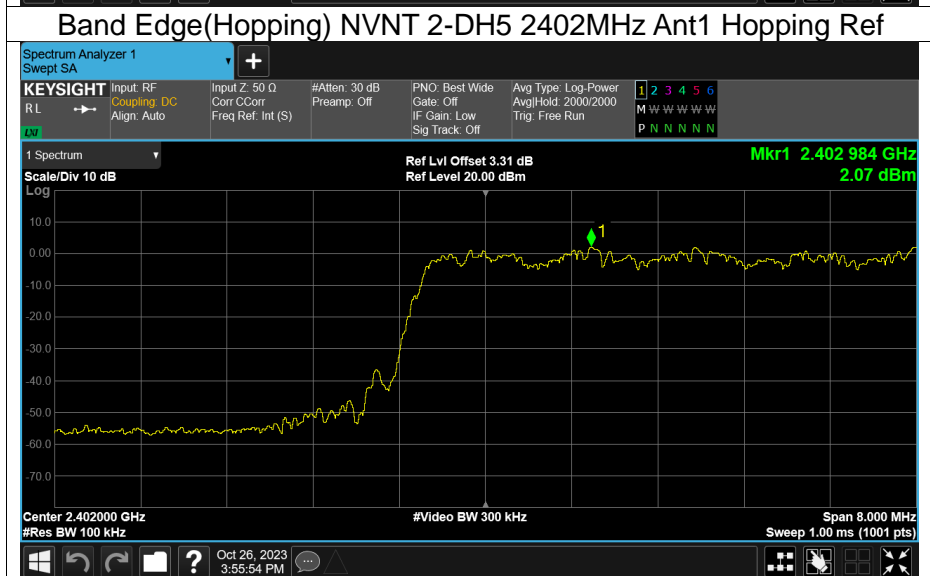 Band Edge(Hopping) NVNT 2-DH5 2402MHz Ant1 Hopping Ref
Spectrum Analyzer 1
Swept SA
+
KEYSIGHT Input: RF Input Z: 50 Ω #Atten: 30 dB PNO: Best Wide Avg Type: Log-Power 1 2 3 4 5 6
R L Coupling: DC Corr CCorr Preamp: Off Gate: Off Avg|Hold: 2000/2000 M W W W W W
Align: Auto Freq Ref: Int (S) IF Gain: Low Trig: Free Run
LXI Sig Track: Off P N N N N N
1 Spectrum Ref Lvl Offset 3.31 dB Mkr1 2.402 984 GHz
Scale/Div 10 dB Ref Level 20.00 dBm 2.07 dBm
Log
10.0
1
0.00
-10.0
-20.0
-30.0
-40.0
-50.0
-60.0
-70.0
Center 2.402000 GHz #Video BW 300 kHz Span 8.000 MHz
#Res BW 100 kHz Sweep 1.00 ms (1001 pts)
? Oct 26, 2023
3:55:54 PM